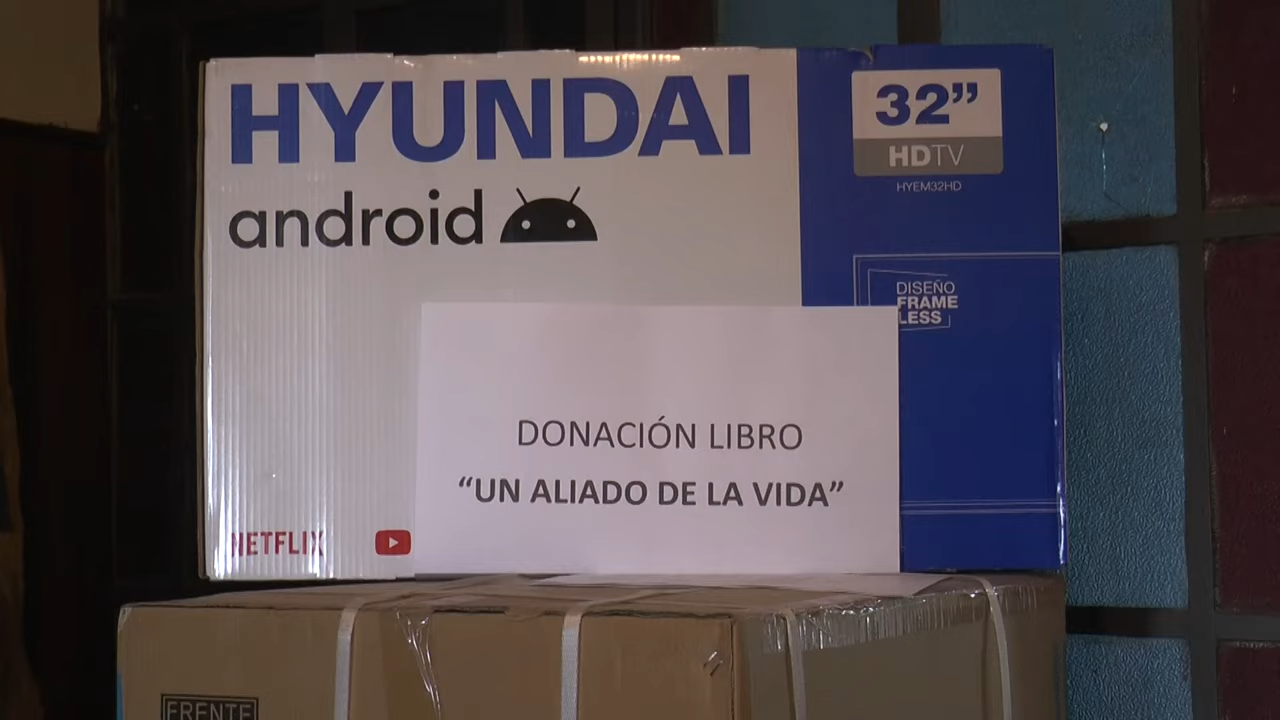 HYUNDAI
android
32”
HDTV
HYEM32HD
DISEÑO
FRAME
LESS
DONACIÓN LIBRO
“UN ALIADO DE LA VIDA”
NETFLIX
FRENTE